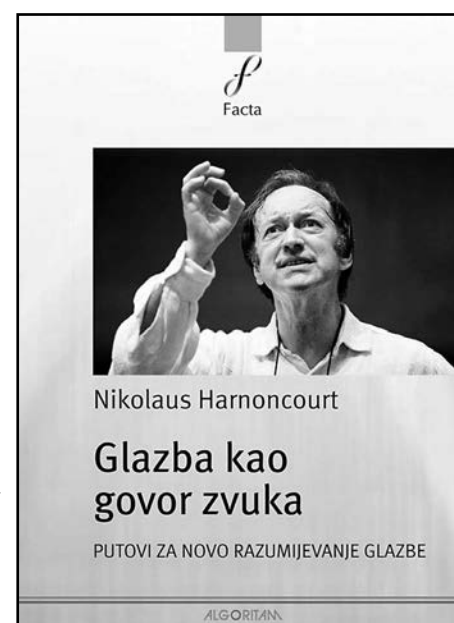 Facta
Nikolaus Harnoncourt
Glazba kao
govor zvuka
PUTOVI ZA NOVO RAZUMIJEVANJE GLAZBE
ALGORITAM